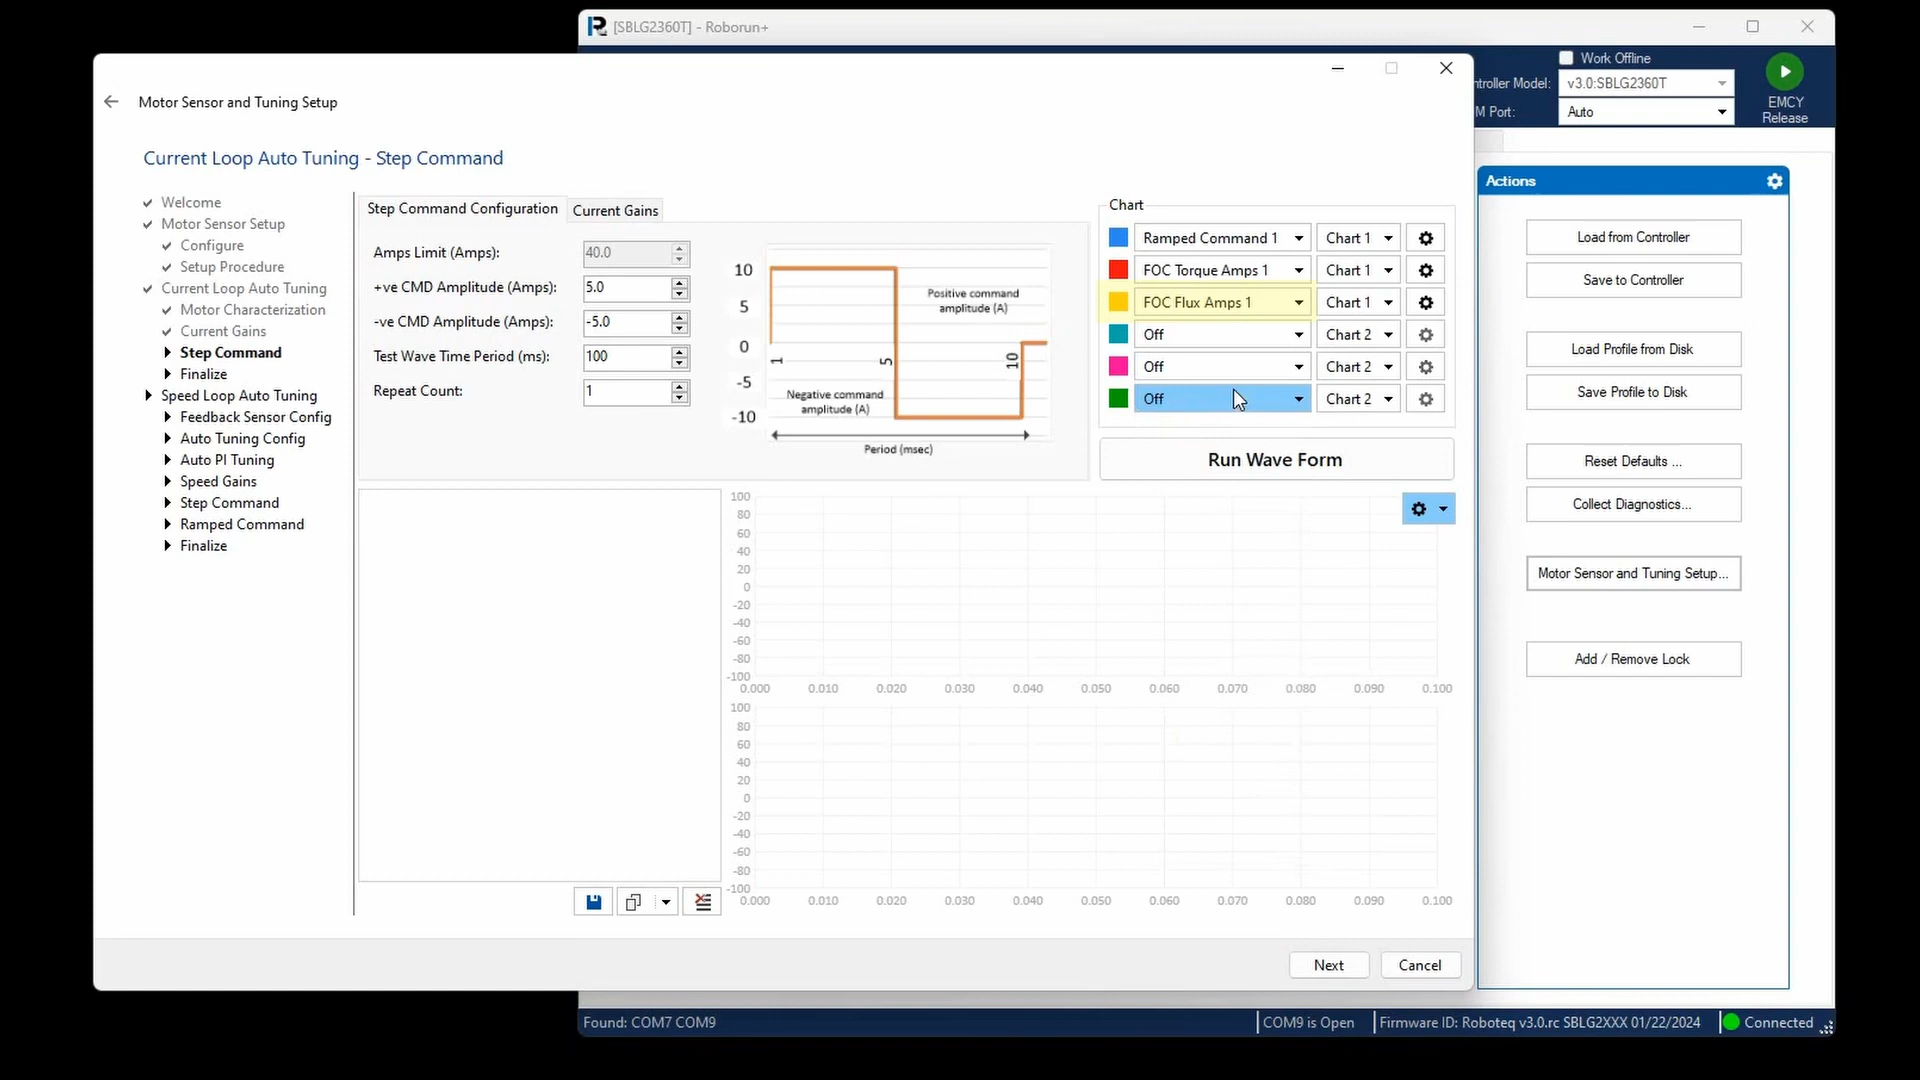 [SBLG2360T] - Roborun+
Work Offline
ntroller Model:
v3.0:SBLG2360T
M Port:
Auto
EMCY
Release
Motor Sensor and Tuning Setup
Current Loop Auto Tuning - Step Command
Welcome
Motor Sensor Setup
Configure
Setup Procedure
Current Loop Auto Tuning
Motor Characterization
Current Gains
Step Command
Finalize
Speed Loop Auto Tuning
Feedback Sensor Config
Auto Tuning Config
Auto PI Tuning
Speed Gains
Step Command
Ramped Command
Finalize
Step Command Configuration
Current Gains
Amps Limit (Amps):
40.0
+ve CMD Amplitude (Amps):
5.0
-ve CMD Amplitude (Amps):
-5.0
Test Wave Time Period (ms):
100
Repeat Count:
1
10
5
0
-5
-10
1
5
10
Positive command
amplitude (A)
Negative command
amplitude (A)
Period (msec)
Chart
Ramped Command 1
Chart 1
FOC Torque Amps 1
Chart 1
FOC Flux Amps 1
Chart 1
Off
Chart 2
Off
Chart 2
Off
Chart 2
Run Wave Form
100
80
60
40
20
0
-20
-40
-60
-80
-100
0.000 0.010 0.020 0.030 0.040 0.050 0.060 0.070 0.080 0.090 0.100
100
80
60
40
20
0
-20
-40
-60
-80
-100
0.000 0.010 0.020 0.030 0.040 0.050 0.060 0.070 0.080 0.090 0.100
Next
Cancel
Actions
Load from Controller
Save to Controller
Load Profile from Disk
Save Profile to Disk
Reset Defaults ...
Collect Diagnostics...
Motor Sensor and Tuning Setup...
Add / Remove Lock
Found: COM7 COM9
COM9 is Open
Firmware ID: Roboteq v3.0.rc SBLG2XXX 01/22/2024
Connected